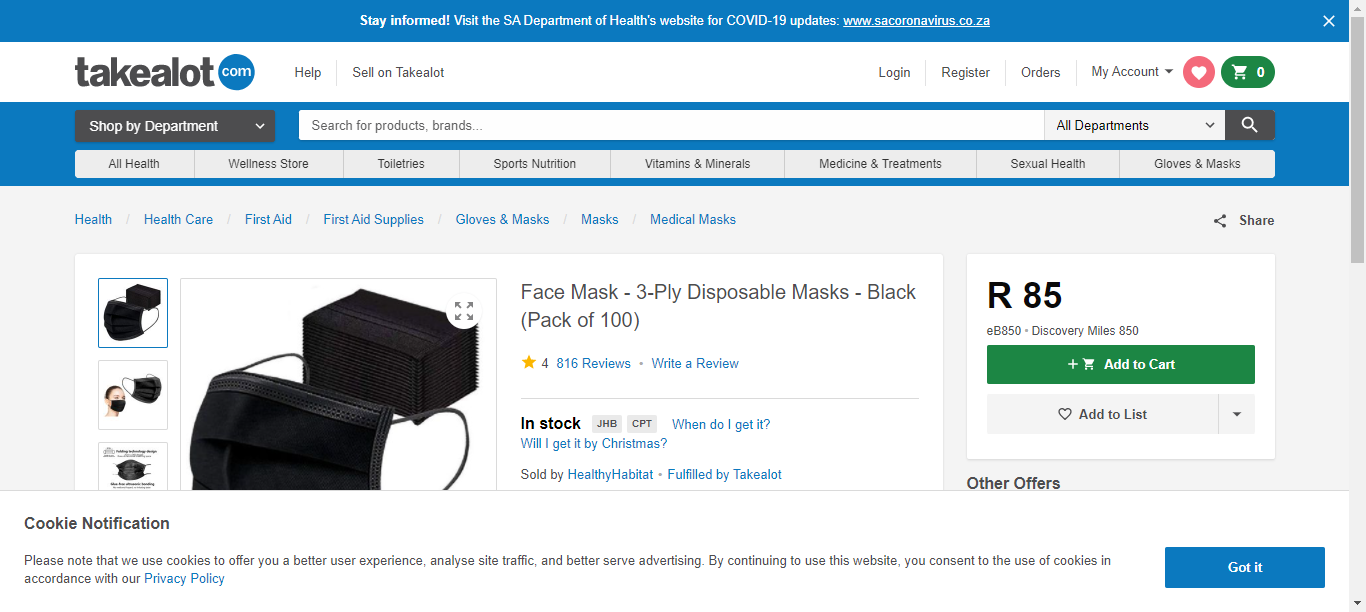 Stay informed! Visit the SA Department of Health's website for COVID-19 updates: www.sacoronavirus.co.za
takealot com
Help
Sell on Takealot
Login
Register
Orders
My Account
0
Shop by Department
Search for products, brands...
All Departments
All Health
Wellness Store
Toiletries
Sports Nutrition
Vitamins & Minerals
Medicine & Treatments
Sexual Health
Gloves & Masks
Health / Health Care / First Aid / First Aid Supplies / Gloves & Masks / Masks / Medical Masks
Share
Face Mask - 3-Ply Disposable Masks - Black
(Pack of 100)
4 816 Reviews • Write a Review
In stock JHB CPT When do I get it?
Will I get it by Christmas?
Sold by HealthyHabitat • Fulfilled by Takealot
R 85
eB850 • Discovery Miles 850
+ Add to Cart
Add to List
Other Offers
Cookie Notification
Please note that we use cookies to offer you a better user experience, analyse site traffic, and better serve advertising. By continuing to use this website, you consent to the use of cookies in
accordance with our Privacy Policy
Got it